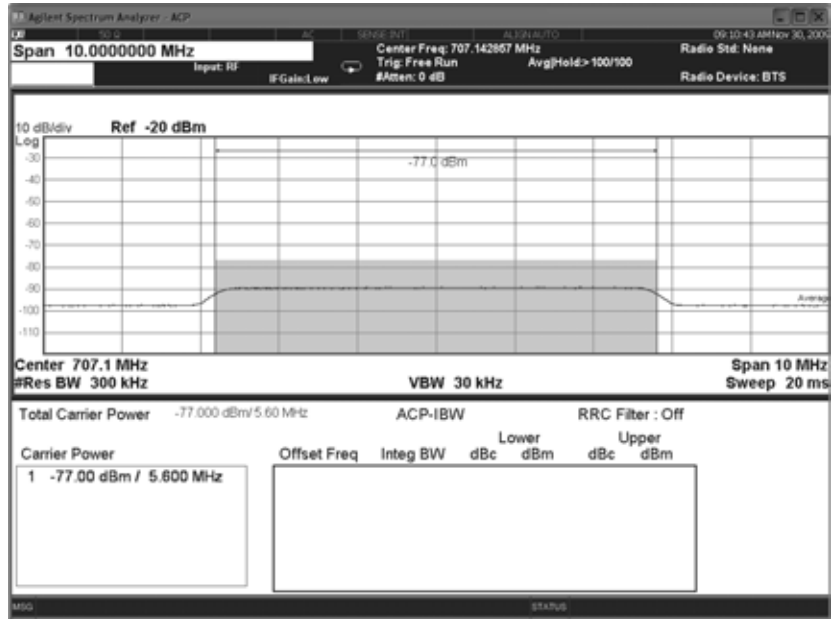 Agilent Spectrum Analyzer - ACP
50 Ω AC SENSE:INT ALIGNAUTO 09:10:43 AM Nov 30, 2009
Span 10.0000000 MHz
Center Freq: 707.142857 MHz
Radio Std: None
Input: RF
Trig: Free Run
Avg|Hold:> 100/100
IFGain:Low
#Atten: 0 dB
Radio Device: BTS
10 dB/div Ref -20 dBm
Log
-77.0 dBm
-30
-40
-50
-60
-70
-80
-90
Average
-100
-110
Center 707.1 MHz
Span 10 MHz
#Res BW 300 kHz
VBW 30 kHz
Sweep 20 ms
Total Carrier Power -77.000 dBm/ 5.60 MHz
ACP-IBW
RRC Filter : Off
Lower Upper
Carrier Power
Offset Freq Integ BW dBc dBm dBc dBm
1 -77.00 dBm / 5.600 MHz
MSG
STATUS